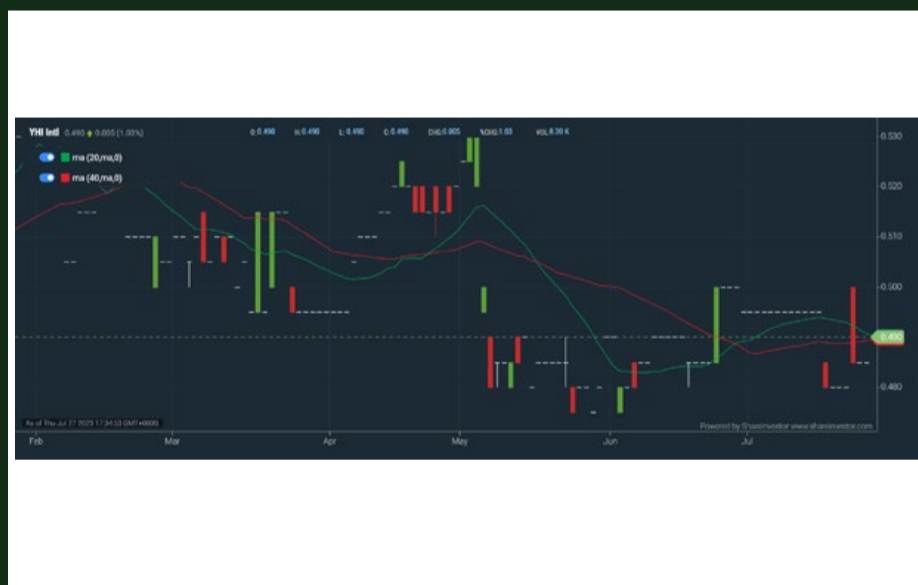 YHI Intl 0.490 0.005 (1.03%) O:0.490 H:0.490 L:0.490 C:0.490 CHG:0.005 %CHG:1.03 VOL:8.20 K
ma (20,ma,0)
ma (40,ma,0)
0.530
0.520
0.510
0.500
0.490
0.480
As of Thu Jul 27 2023 17:34:53 GMT+0800
Powered by ShareInvestor www.shareinvestor.com
Feb Mar Apr May Jun Jul